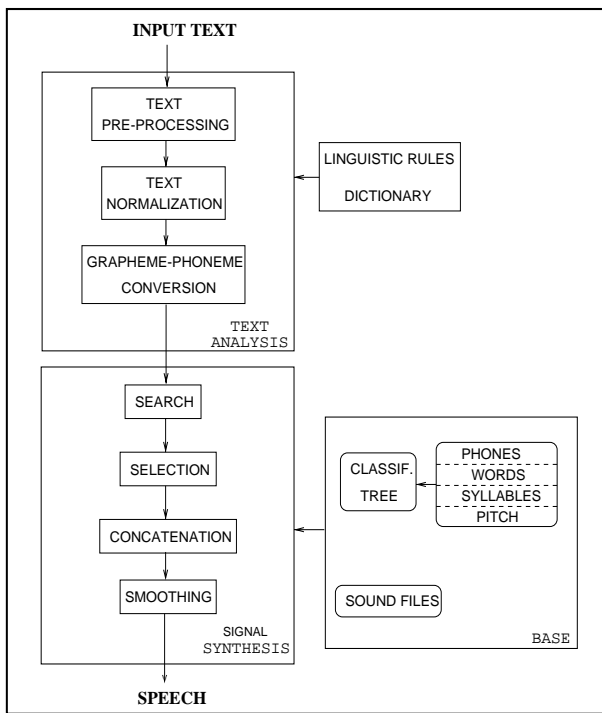 INPUT TEXT
TEXT
PRE-PROCESSING
TEXT
NORMALIZATION
GRAPHEME-PHONEME
CONVERSION
TEXT
ANALYSIS
LINGUISTIC RULES
DICTIONARY
SEARCH
SELECTION
CONCATENATION
SMOOTHING
SIGNAL
SYNTHESIS
CLASSIF.
TREE
PHONES
WORDS
SYLLABLES
PITCH
SOUND FILES
BASE
SPEECH